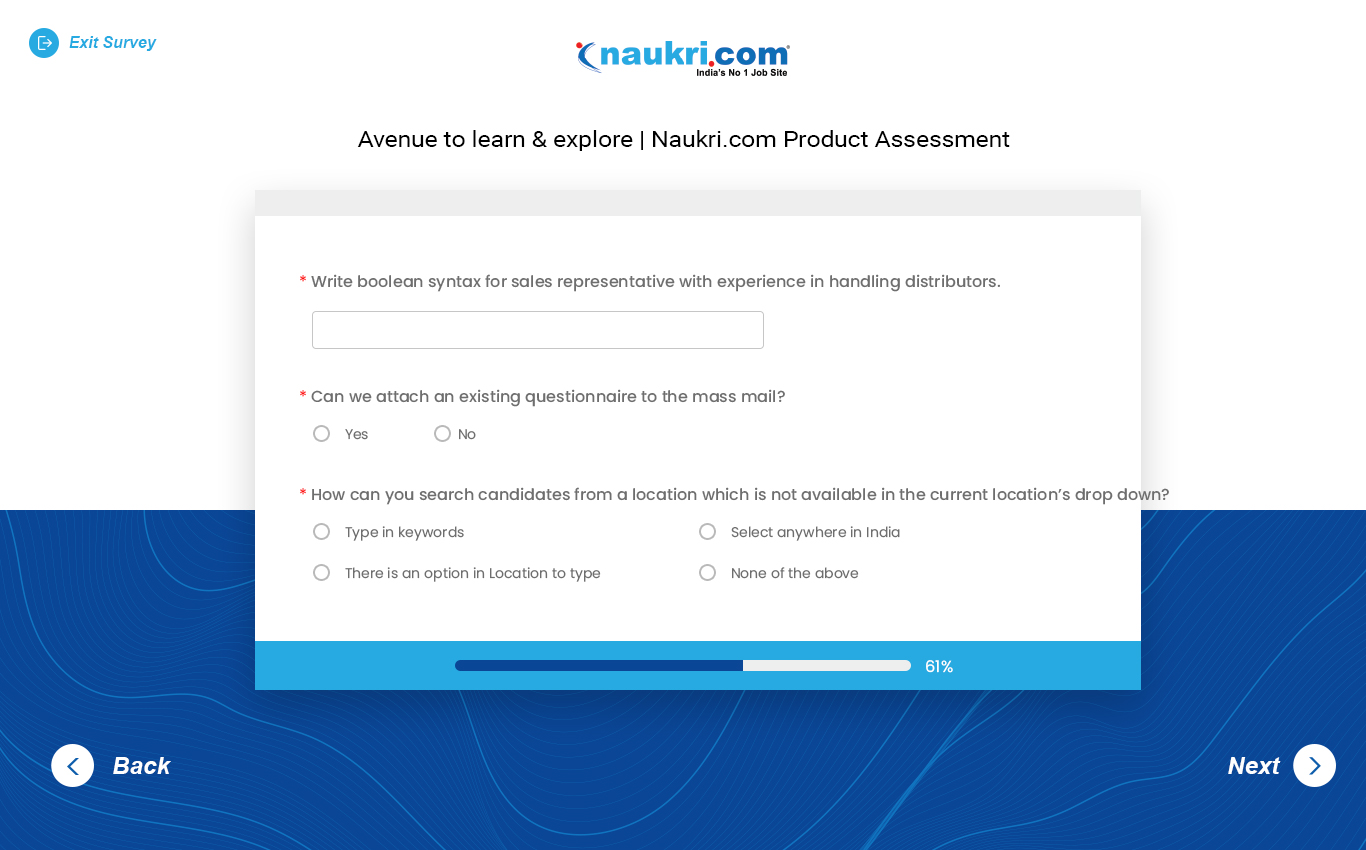 Exit Survey
naukri.com
India's No 1 Job Site
Avenue to learn & explore | Naukri.com Product Assessment
* Write boolean syntax for sales representative with experience in handling distributors.
* Can we attach an existing questionnaire to the mass mail?
Yes No
* How can you search candidates from a location which is not available in the current location’s drop down?
Type in keywords Select anywhere in India
There is an option in Location to type None of the above
61%
Back Next